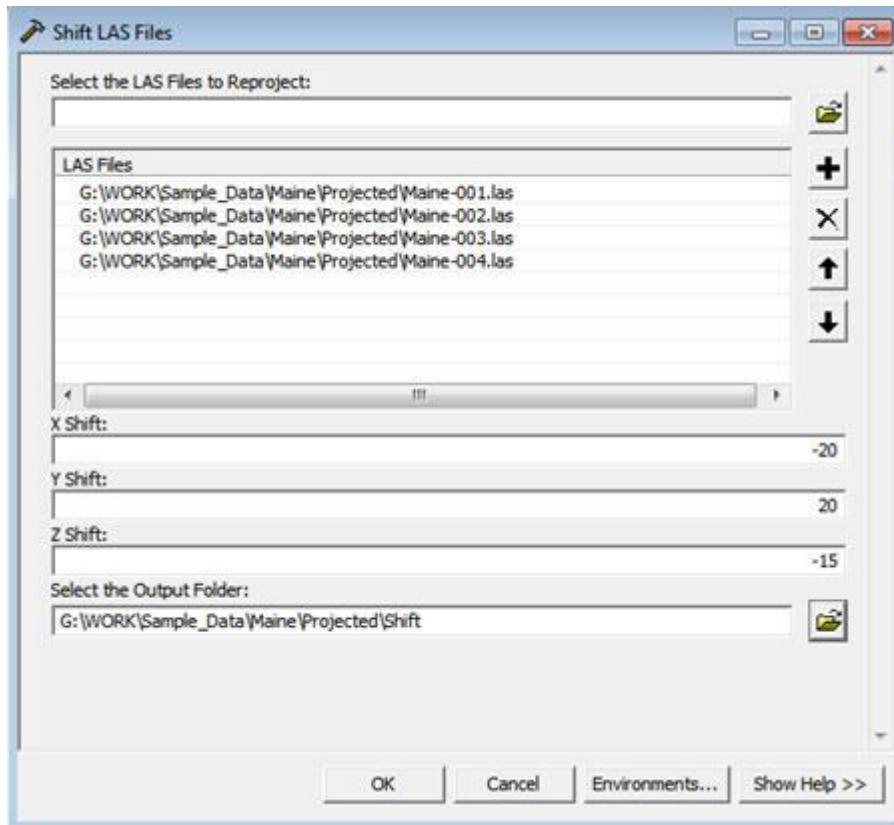 Shift LAS Files
Select the LAS Files to Reproject:
LAS Files
G:\WORK\Sample_Data\Maine\Projected\Maine-001.las
G:\WORK\Sample_Data\Maine\Projected\Maine-002.las
G:\WORK\Sample_Data\Maine\Projected\Maine-003.las
G:\WORK\Sample_Data\Maine\Projected\Maine-004.las
X Shift:
-20
Y Shift:
20
Z Shift:
-15
Select the Output Folder:
G:\WORK\Sample_Data\Maine\Projected\Shift
OK Cancel Environments... Show Help >>